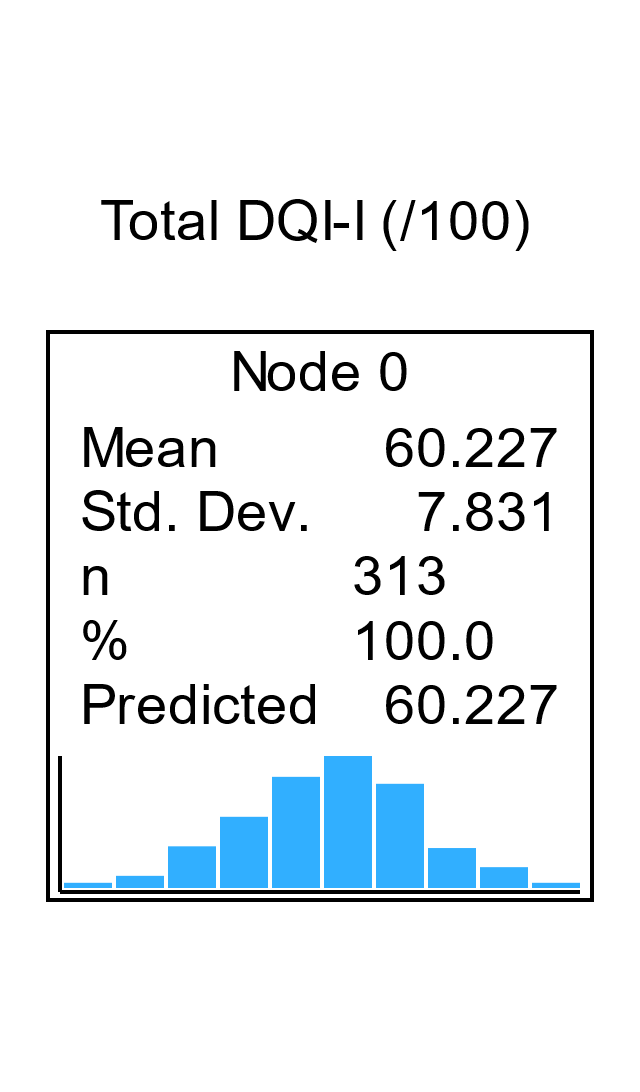 Total DQI-I (/100)
Node 0
Mean 60.227
Std. Dev. 7.831
n 313
% 100.0
Predicted 60.227